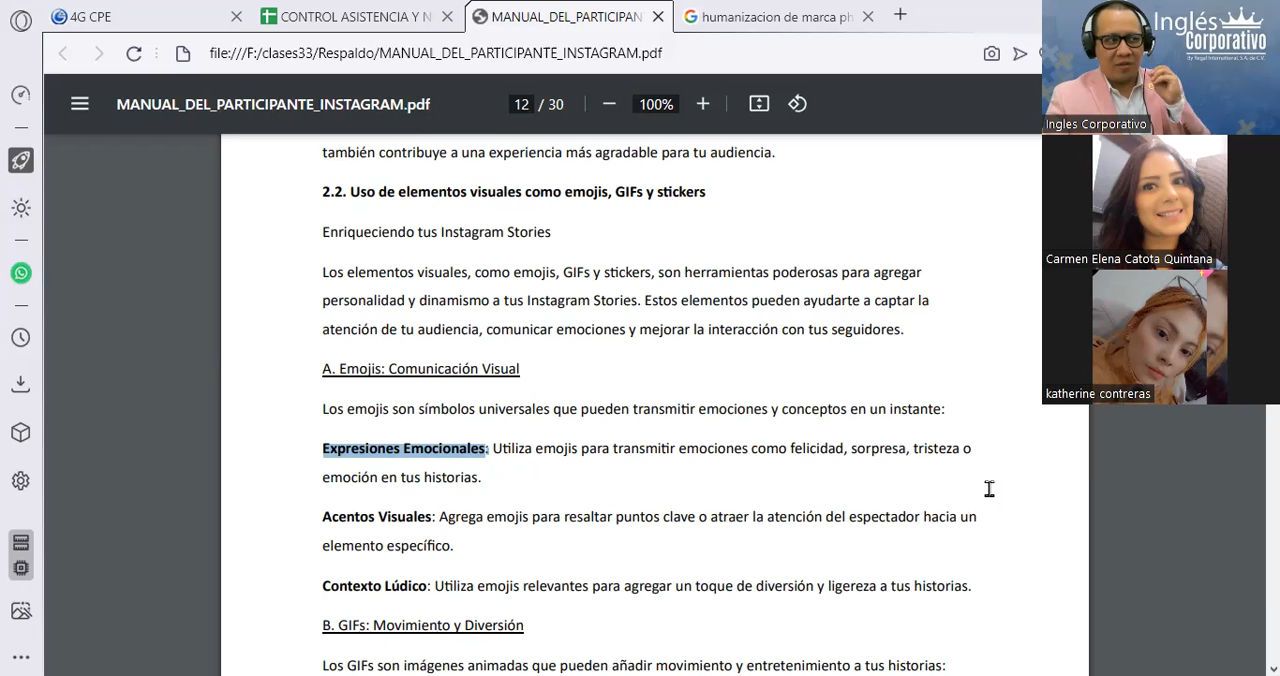 4G CPE
CONTROL ASISTENCIA Y N
MANUAL_DEL_PARTICIPAN
humanizacion de marca ph
file:///F:/clases33/Respaldo/MANUAL_DEL_PARTICIPANTE_INSTAGRAM.pdf
MANUAL_DEL_PARTICIPANTE_INSTAGRAM.pdf
12 / 30
100%
también contribuye a una experiencia más agradable para tu audiencia.
2.2. Uso de elementos visuales como emojis, GIFs y stickers
Enriqueciendo tus Instagram Stories
Los elementos visuales, como emojis, GIFs y stickers, son herramientas poderosas para agregar
personalidad y dinamismo a tus Instagram Stories. Estos elementos pueden ayudarte a captar la
atención de tu audiencia, comunicar emociones y mejorar la interacción con tus seguidores.
A. Emojis: Comunicación Visual
Los emojis son símbolos universales que pueden transmitir emociones y conceptos en un instante:
Expresiones Emocionales: Utiliza emojis para transmitir emociones como felicidad, sorpresa, tristeza o
emoción en tus historias.
Acentos Visuales: Agrega emojis para resaltar puntos clave o atraer la atención del espectador hacia un
elemento específico.
Contexto Lúdico: Utiliza emojis relevantes para agregar un toque de diversión y ligereza a tus historias.
B. GIFs: Movimiento y Diversión
Los GIFs son imágenes animadas que pueden añadir movimiento y entretenimiento a tus historias:
Inglés
Corporativo
By Regal International, S.A. de C.V.
Ingles Corporativo
Carmen Elena Catota Quintana
katherine contreras